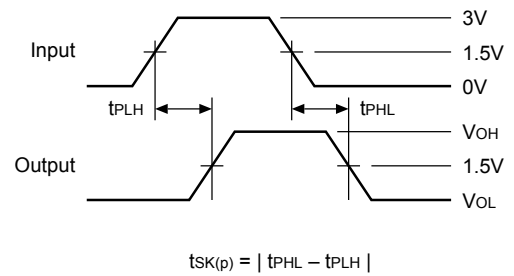 3V
Input
1.5V
0V
tPLH
tPHL
VOH
Output
1.5V
VOL
tSK(p) = | tPHL – tPLH |